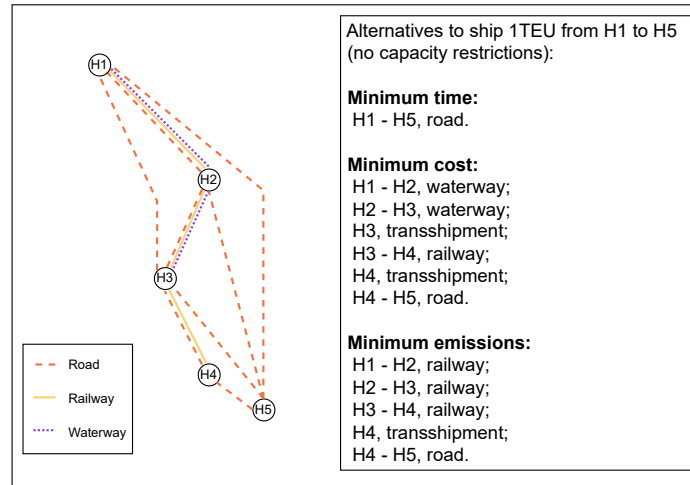 H1
H2
H3
H4
H5
Road
Railway
Waterway
Alternatives to ship 1TEU from H1 to H5
(no capacity restrictions):
Minimum time:
H1 - H5, road.
Minimum cost:
H1 - H2, waterway;
H2 - H3, waterway;
H3, transshipment;
H3 - H4, railway;
H4, transshipment;
H4 - H5, road.
Minimum emissions:
H1 - H2, railway;
H2 - H3, railway;
H3 - H4, railway;
H4, transshipment;
H4 - H5, road.